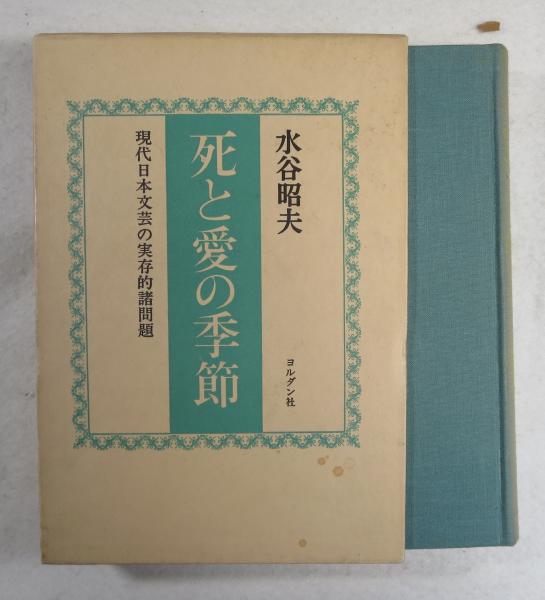 水谷昭夫
ヨルダン社
死と愛の季節
現代日本文芸の実存的諸問題